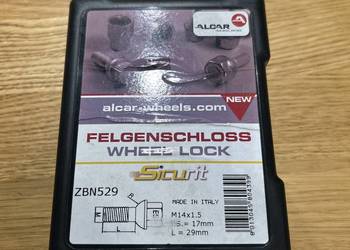 ALCAR
alcar-wheels.com
NEW
FELGENSCHLOSS
WHEEL LOCK
Sicurit
ZBN529
MADE IN ITALY
M14x1.5
S.= 17mm
L = 29mm